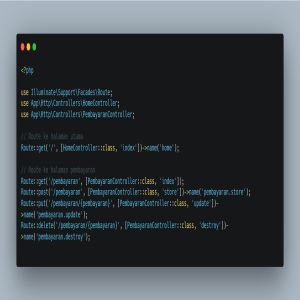 <?php
use Illuminate\Support\Facades\Route;
use App\Http\Controllers\HomeController;
use App\Http\Controllers\PembayaranController;
// Route ke halaman utama
Route::get('/', [HomeController::class, 'index'])->name('home');
// Route ke halaman pembayaran
Route::get('/pembayaran', [PembayaranController::class, 'index']);
Route::post('/pembayaran', [PembayaranController::class, 'store'])->name('pembayaran.store');
Route::put('/pembayaran/{pembayaran}', [PembayaranController::class, 'update'])-
>name('pembayaran.update');
Route::delete('/pembayaran/{pembayaran}', [PembayaranController::class, 'destroy'])-
>name('pembayaran.destroy');